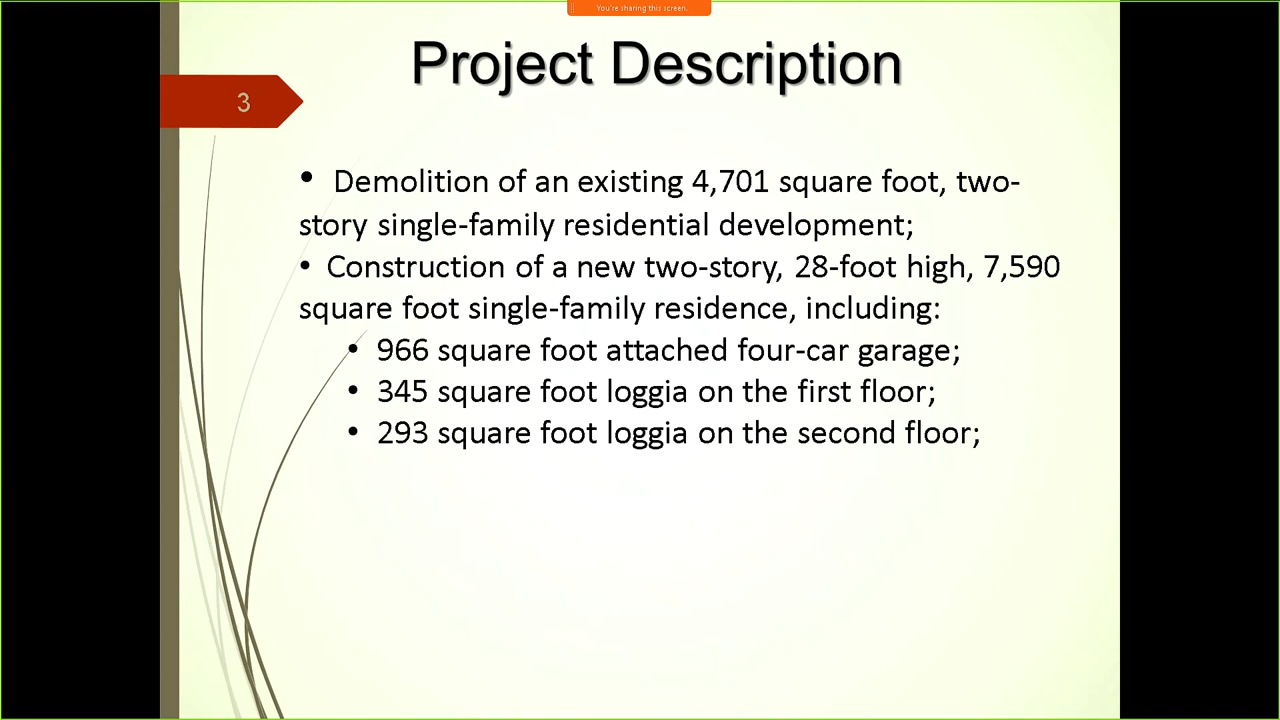 You're sharing this screen.
Project Description
3
• Demolition of an existing 4,701 square foot, two-
story single-family residential development;
• Construction of a new two-story, 28-foot high, 7,590
square foot single-family residence, including:
• 966 square foot attached four-car garage;
• 345 square foot loggia on the first floor;
• 293 square foot loggia on the second floor;